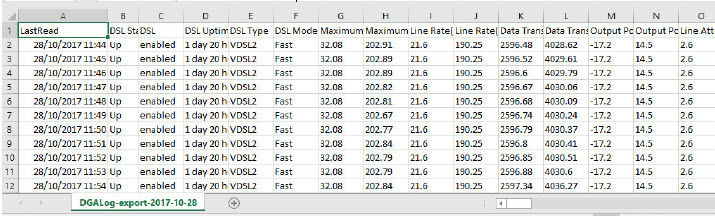 A B C D E F G H I J K L M N O
1 LastRead DSL Sta DSL DSL Uptim DSL Type DSL Mode Maximum Maximum Line Rate( Line Rate( Data Trans Data Trans Output Po Output Po Line Atte
2 28/10/2017 11:44 Up enabled 1 day 20 h VDSL2 Fast 32.08 202.91 21.6 190.25 2596.48 4028.62 -17.2 14.5 2.6
3 28/10/2017 11:45 Up enabled 1 day 20 h VDSL2 Fast 32.08 202.89 21.6 190.25 2596.52 4029.61 -17.2 14.5 2.6
4 28/10/2017 11:46 Up enabled 1 day 20 h VDSL2 Fast 32.08 202.89 21.6 190.25 2596.6 4029.79 -17.2 14.5 2.6
5 28/10/2017 11:47 Up enabled 1 day 20 h VDSL2 Fast 32.08 202.82 21.6 190.25 2596.67 4030.06 -17.2 14.5 2.6
6 28/10/2017 11:48 Up enabled 1 day 20 h VDSL2 Fast 32.08 202.81 21.6 190.25 2596.68 4030.09 -17.2 14.5 2.6
7 28/10/2017 11:49 Up enabled 1 day 20 h VDSL2 Fast 32.08 202.67 21.6 190.25 2596.74 4030.24 -17.2 14.5 2.6
8 28/10/2017 11:50 Up enabled 1 day 20 h VDSL2 Fast 32.08 202.77 21.6 190.25 2596.79 4030.37 -17.2 14.5 2.6
9 28/10/2017 11:51 Up enabled 1 day 20 h VDSL2 Fast 32.08 202.84 21.6 190.25 2596.8 4030.41 -17.2 14.5 2.6
10 28/10/2017 11:52 Up enabled 1 day 20 h VDSL2 Fast 32.08 202.79 21.6 190.25 2596.85 4030.51 -17.2 14.5 2.6
11 28/10/2017 11:53 Up enabled 1 day 20 h VDSL2 Fast 32.08 202.79 21.6 190.25 2596.88 4030.6 -17.2 14.5 2.6
12 28/10/2017 11:54 Up enabled 1 day 20 h VDSL2 Fast 32.08 202.84 21.6 190.25 2597.34 4036.27 -17.2 14.5 2.6
DGALog-export-2017-10-28